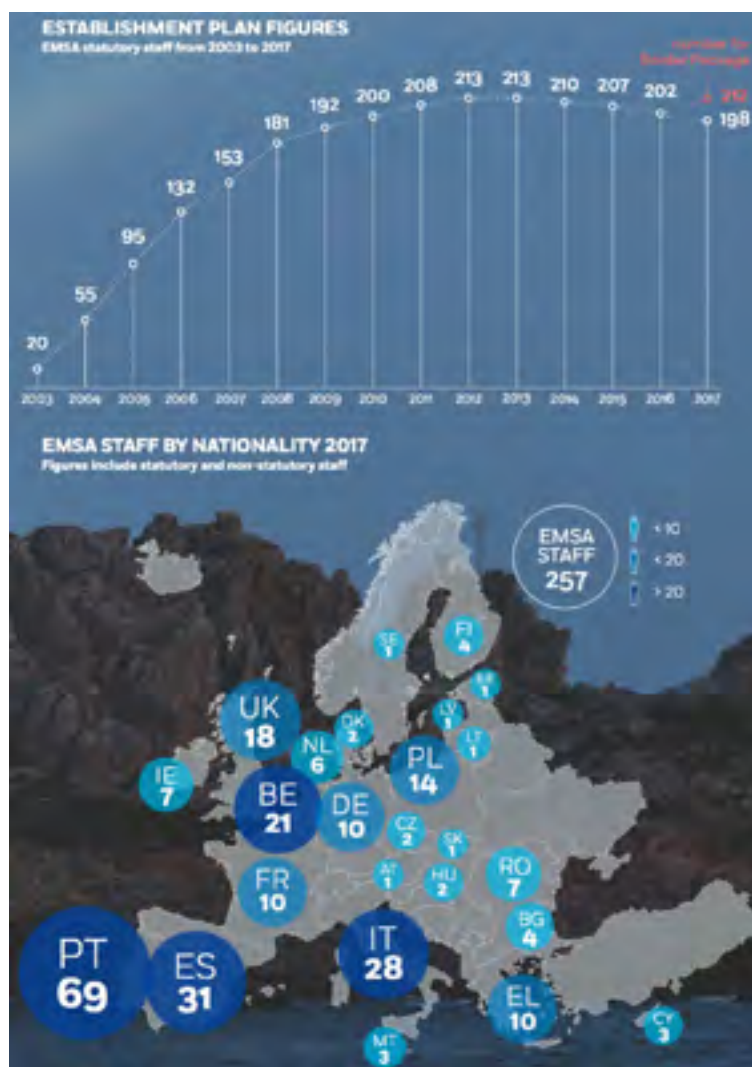 ESTABLISHMENT PLAN FIGURES
EMSA statutory staff from 2003 to 2017
20
55
95
132
153
181
192
200
208
213
213
210
207
202
198
2003
2004
2005
2006
2007
2008
2009
2010
2011
2012
2013
2014
2015
2016
2017
EMSA STAFF BY NATIONALITY 2017
Figures include statutory and non-statutory staff
EMSA
STAFF
257
<10
<20
>20
SE
1
FI
4
1
LV
1
LT
1
UK
18
DK
2
NL
6
IE
7
PL
14
BE
21
DE
10
CZ
2
SK
1
AT
1
HU
2
RO
7
FR
10
BG
4
PT
69
ES
31
IT
28
EL
10
CY
3
MT
3